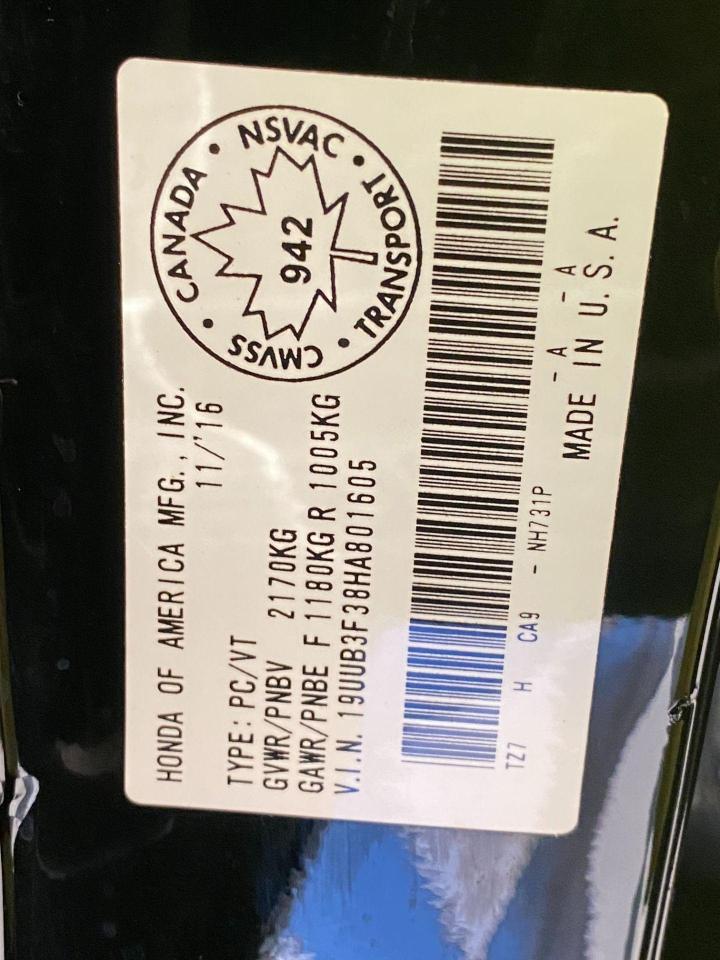 HONDA OF AMERICA MFG., INC.
11/'16
TYPE: PC/VT
GVWR/PNBV 2170KG
GAWR/PNBE F 1180KG R 1005KG
V.I.N. 19UUB3F38HA801605
CMVSS • CANADA • NSVAC • TRANSPORT •
942
TZ7 H CA9 - NH731P - A - A
MADE IN U.S.A.